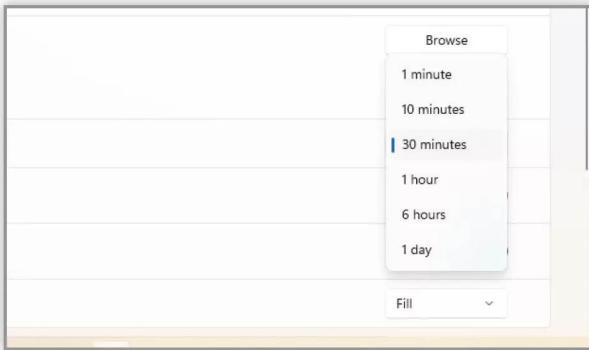 Browse
1 minute
10 minutes
30 minutes
1 hour
6 hours
1 day
Fill